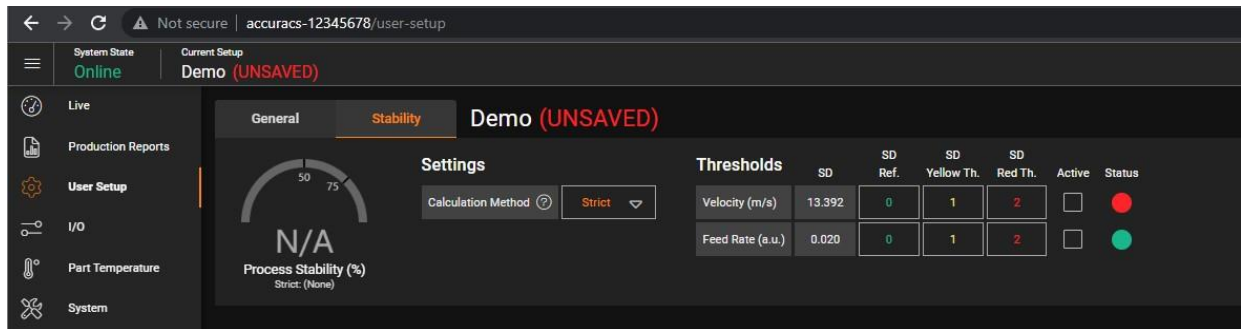 Not secure | accuracs-12345678/user-setup
System State
Online
Current Setup
Demo (UNSAVED)
Live
Production Reports
User Setup
I/O
Part Temperature
System
General
Stability
Demo (UNSAVED)
50
75
N/A
Process Stability (%)
Strict: (None)
Settings
Calculation Method ?
Strict
Thresholds SD SD Ref. SD Yellow Th. SD Red Th. Active Status
Velocity (m/s) 13.392 0 1 2
Feed Rate (a.u.) 0.020 0 1 2